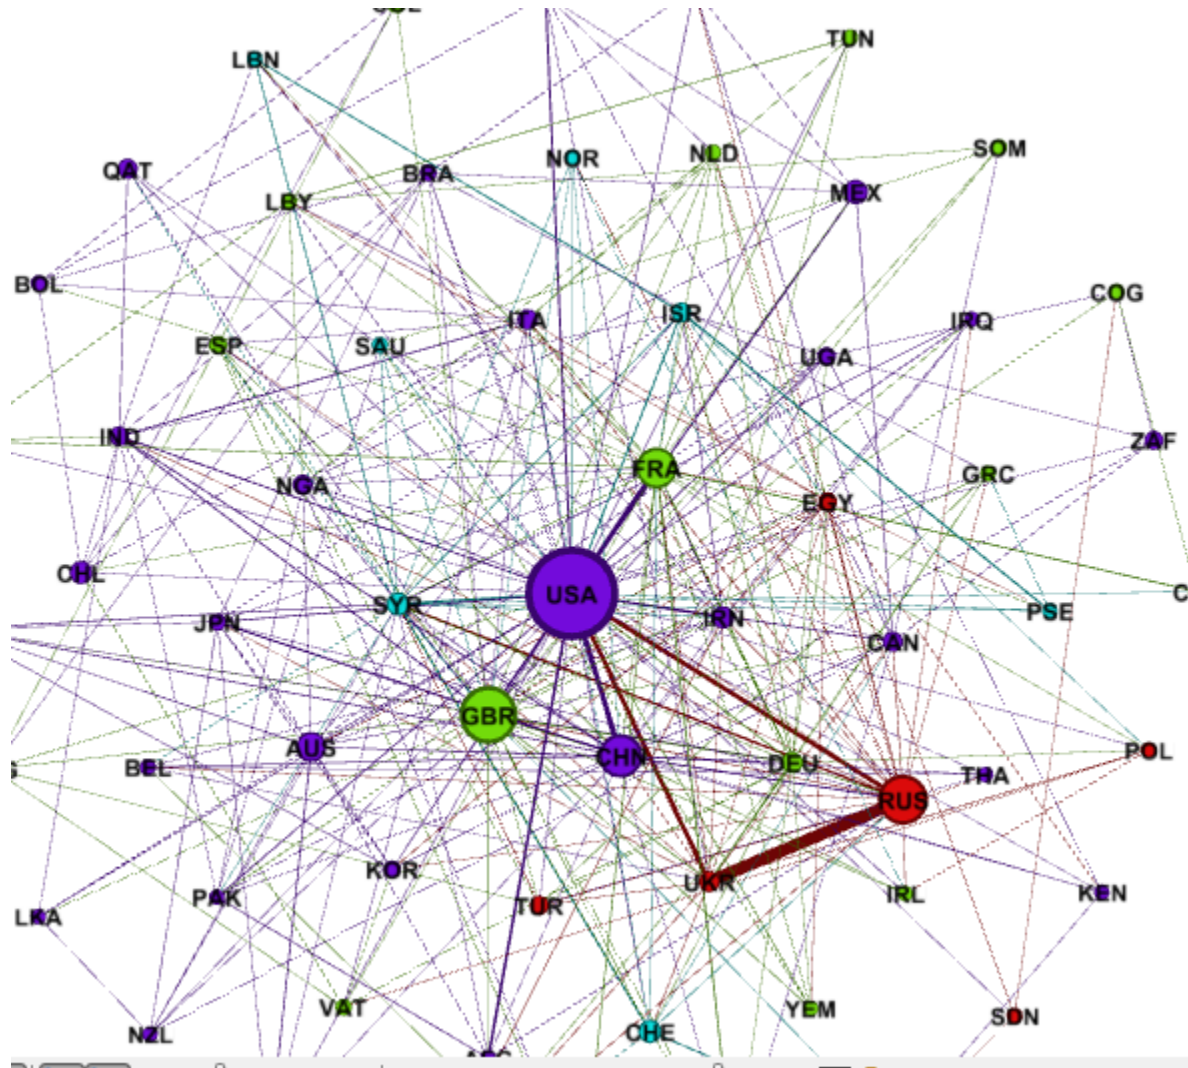 TUN
LBN
NOR
NLD
SOM
QAT
BRA
MEX
LBY
BOL
COG
ISR
ITA
IRQ
ESP
SAU
UGA
IND
ZAF
FRA
GRC
NGA
EGY
CHL
USA
SYR
PSE
JPN
IRN
CAN
GBR
AUS
POL
CHN
DEU
BEL
THA
RUS
KOR
UKR
PAK
TUR
IRL
KEN
LKA
VAT
YEM
SDN
NZL
CHE